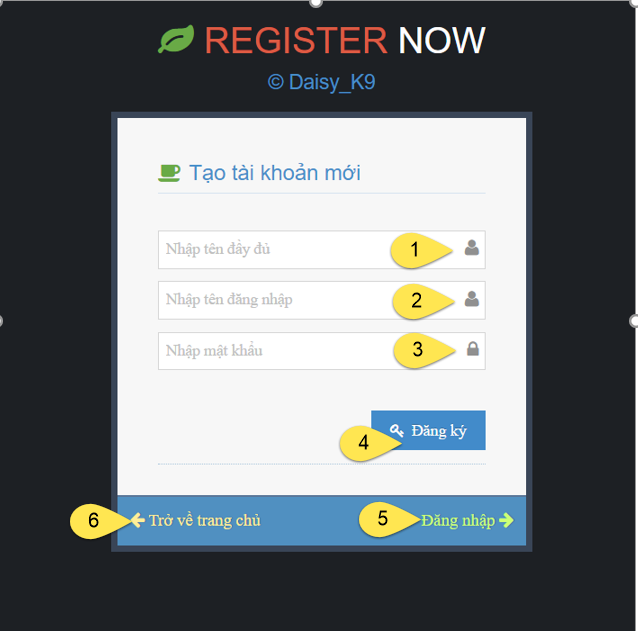 REGISTER NOW
© Daisy_K9
Tạo tài khoản mới
Nhập tên đầy đủ 1
Nhập tên đăng nhập 2
Nhập mật khẩu 3
4 Đăng ký
6 Trở về trang chủ 5 Đăng nhập